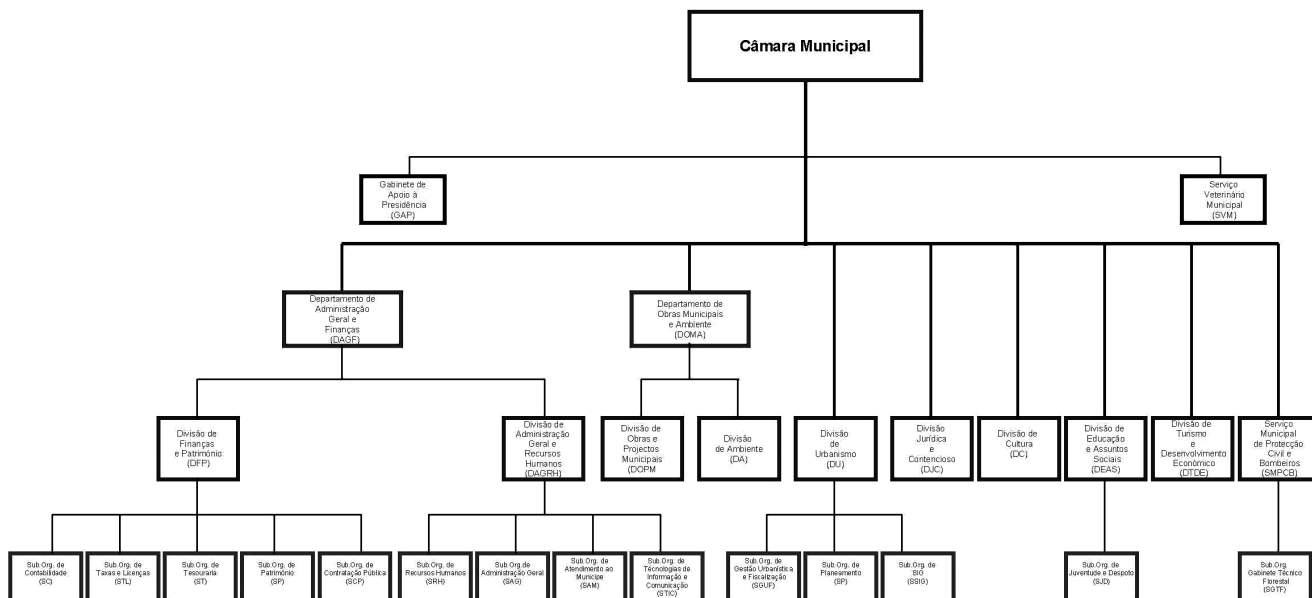 Câmara Municipal
Gabinete de
Apoio à
Presidência
(GAP)
Serviço
Veterinário
Municipal
(SVM)
Departamento de
Administração
Geral e
Finanças
(DAGF)
Departamento de
Obras Municipais
e Ambiente
(DOMA)
Divisão de
Finanças
e Património
(DFP)
Divisão de
Administração
Geral e
Recursos
Humanos
(DAGRH)
Divisão de
Obras e
Projectos
Municipais
(DOPM
Divisão
de Ambiente
(DA)
Divisão
de
Urbanismo
(DU)
Divisão
Jurídica
e
Contencioso
(DJC)
Divisão de
Cultura
(DC)
Divisão de
Educação
e Assuntos
Sociais
(DEAS)
Divisão de
Turismo
e
Desenvolvimento
Económico
(DTDE)
Serviço
Municipal
de Protecção
Civil e
Bombeiros
(SMPCB)
Sub.Org. de
Contabilidade
(SC)
Sub.Org. de
Taxas e Licenças
(STL)
Sub.Org. de
Tesouraria
(ST)
Sub.Org. de
Património
(SP)
Sub.Org. de
Contratação Pública
(SCP)
Sub.Org. de
Recursos Humanos
(SRH)
Sub.Org. de
Administração Geral
(SAG)
Sub.Org. de
Atendimento ao
Munícipe
(SAM)
Sub.Org. de
Técnologias de
Informação e
Comunicação
(STIC)
Sub.Org. de
Gestão Urbanística
e Fiscalização
(SGUF)
Sub.Org. de
Planeamento
(SP)
Sub.Org. de
SIG
(SSIG)
Sub.Org. de
Juventude e Despoto
(SJD)
Sub.Org.
Gabinete Técnico
Florestal
(SGTF)